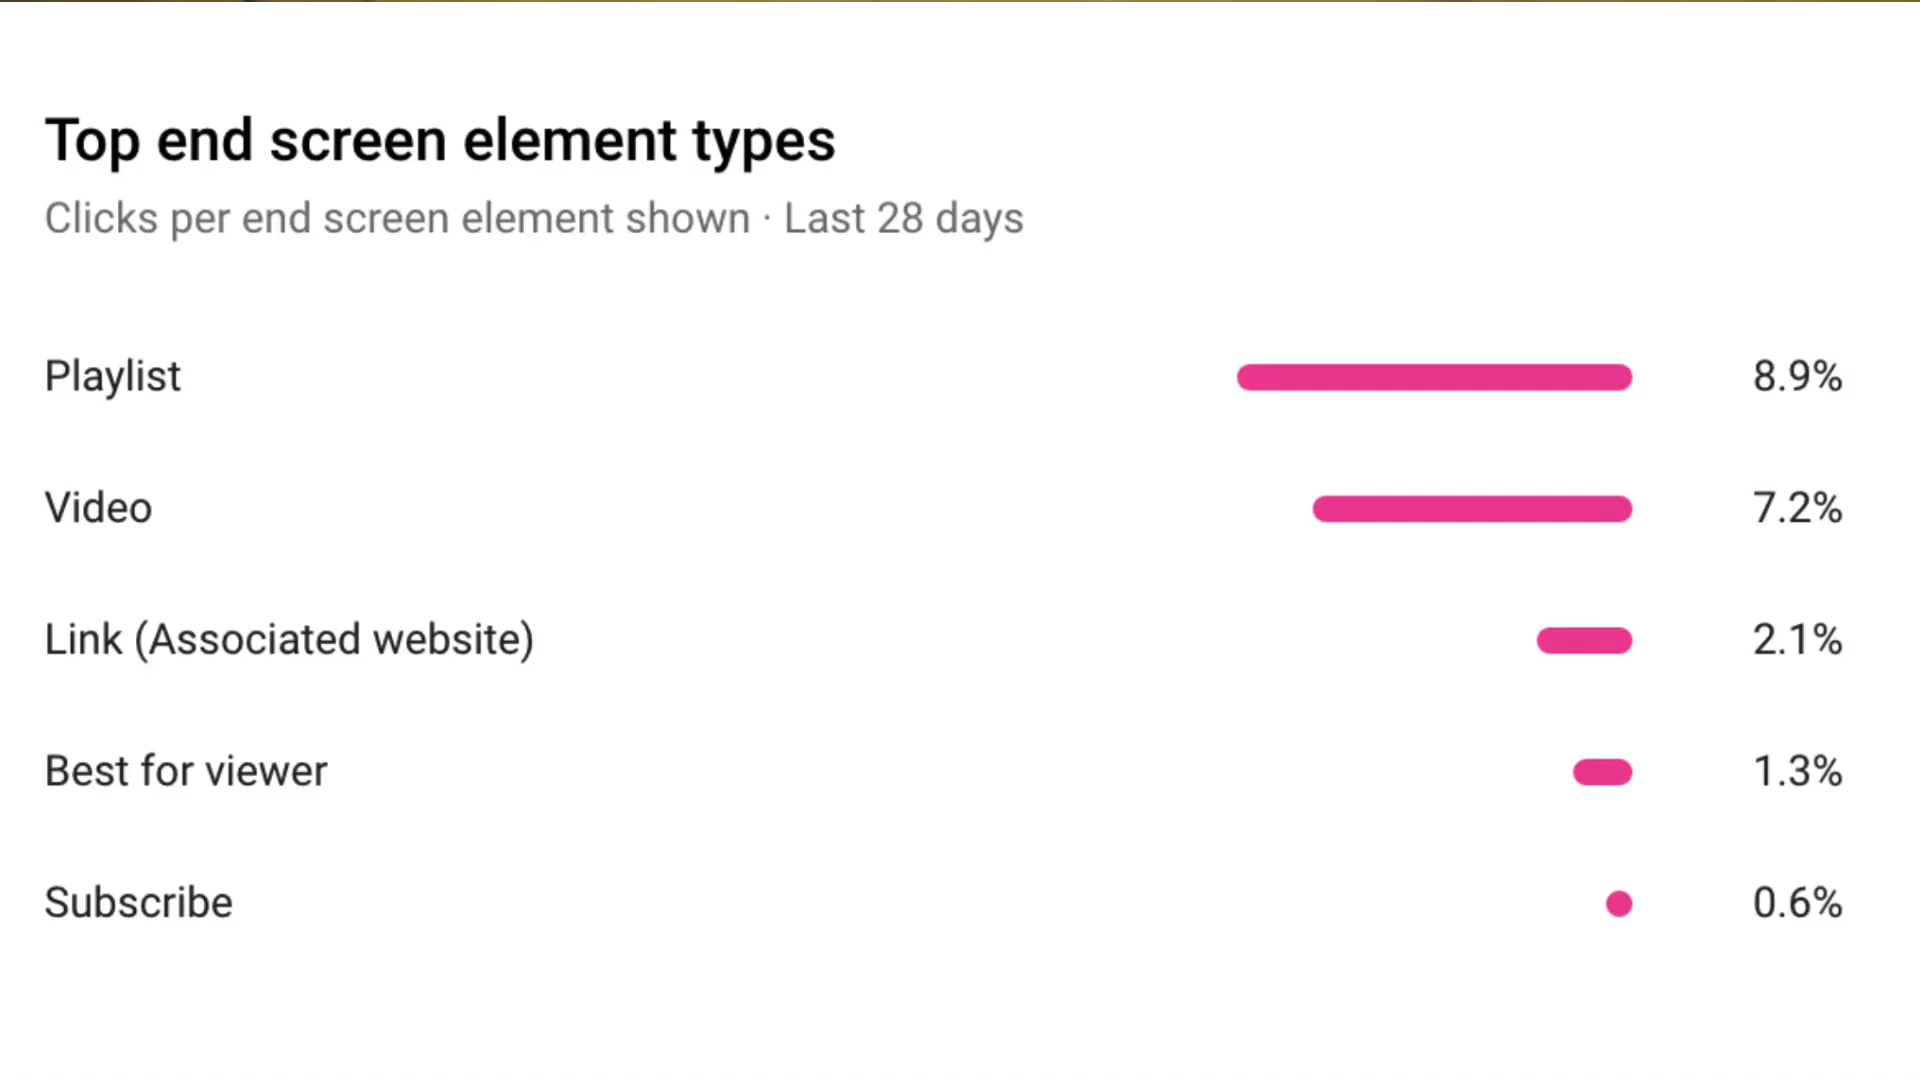 Top end screen element types
Clicks per end screen element shown · Last 28 days
Playlist 8.9%
Video 7.2%
Link (Associated website) 2.1%
Best for viewer 1.3%
Subscribe 0.6%